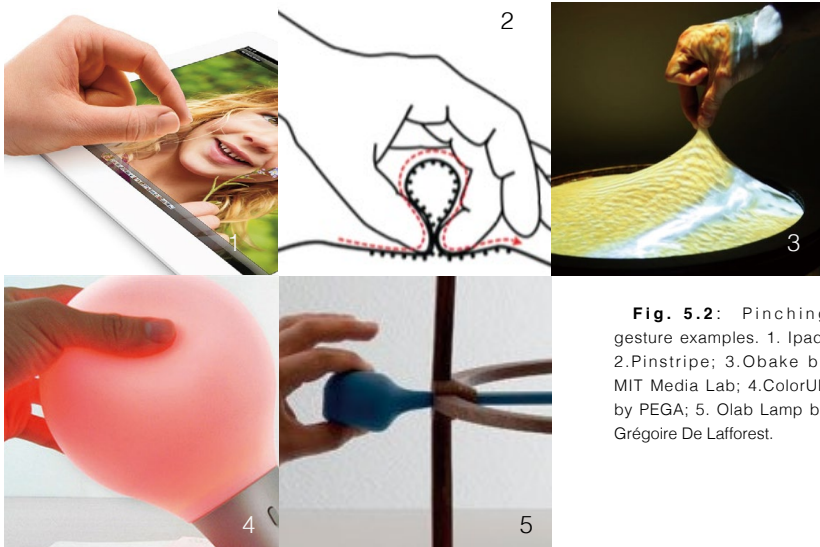 2
1
3
Fig. 5.2: Pinching
gesture examples. 1. Ipad
2.Pinstripe; 3.Obake b
MIT Media Lab; 4.ColorU
by PEGA; 5. Olab Lamp b
Grégoire De Lafforest.
4
5